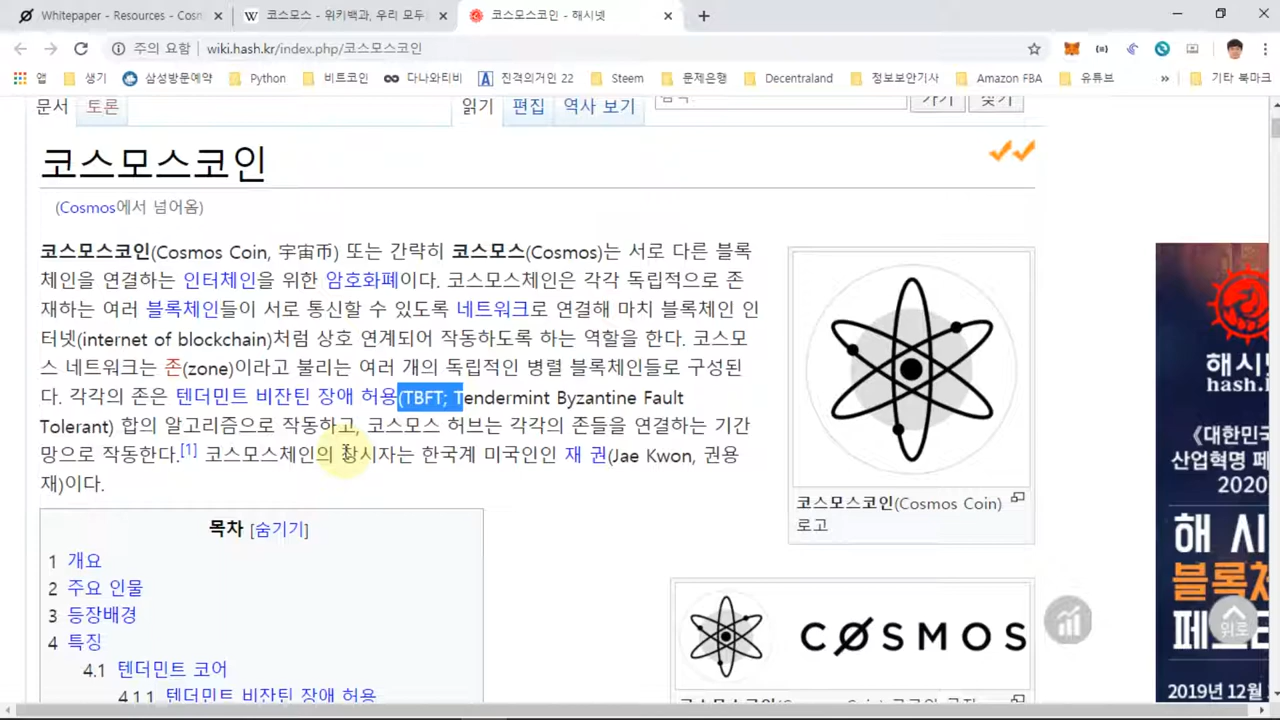 Whitepaper - Resources - Cosm
코스모스 - 위키백과, 우리 모두
코스모스코인 - 해시넷
주의 요함
wiki.hash.kr/index.php/코스모스코인
앱 생기 삼성방문예약 Python 비트코인 다나와티비 진격의거인 22 Steem 문제은행 Decentraland 정보보안기사 Amazon FBA 유튜브 » 기타 북마크
문서 토론 읽기 편집 역사 보기 가기 찾기
코스모스코인
(Cosmos에서 넘어옴)
코스모스코인(Cosmos Coin, 宇宙币) 또는 간략히 코스모스(Cosmos)는 서로 다른 블록
체인을 연결하는 인터체인을 위한 암호화폐이다. 코스모스체인은 각각 독립적으로 존
재하는 여러 블록체인들이 서로 통신할 수 있도록 네트워크로 연결해 마치 블록체인 인
터넷(internet of blockchain)처럼 상호 연계되어 작동하도록 하는 역할을 한다. 코스모
스 네트워크는 존(zone)이라고 불리는 여러 개의 독립적인 병렬 블록체인들로 구성된
다. 각각의 존은 텐더민트 비잔틴 장애 허용(TBFT; Tendermint Byzantine Fault
Tolerant) 합의 알고리즘으로 작동하고, 코스모스 허브는 각각의 존들을 연결하는 기간
망으로 작동한다.[1] 코스모스체인의 창시자는 한국계 미국인인 재 권(Jae Kwon, 권용
재)이다.
코스모스코인(Cosmos Coin)
로고
목차 [숨기기]
1 개요
2 주요 인물
3 등장배경
4 특징
4.1 텐더민트 코어
4.1.1 텐더민트 비잔틴 장애 허용
COSMOS
해시넷
hash.k
《대한민국
산업혁명 페
2020
해 시
블록체
페스트
위로
2019년 12월